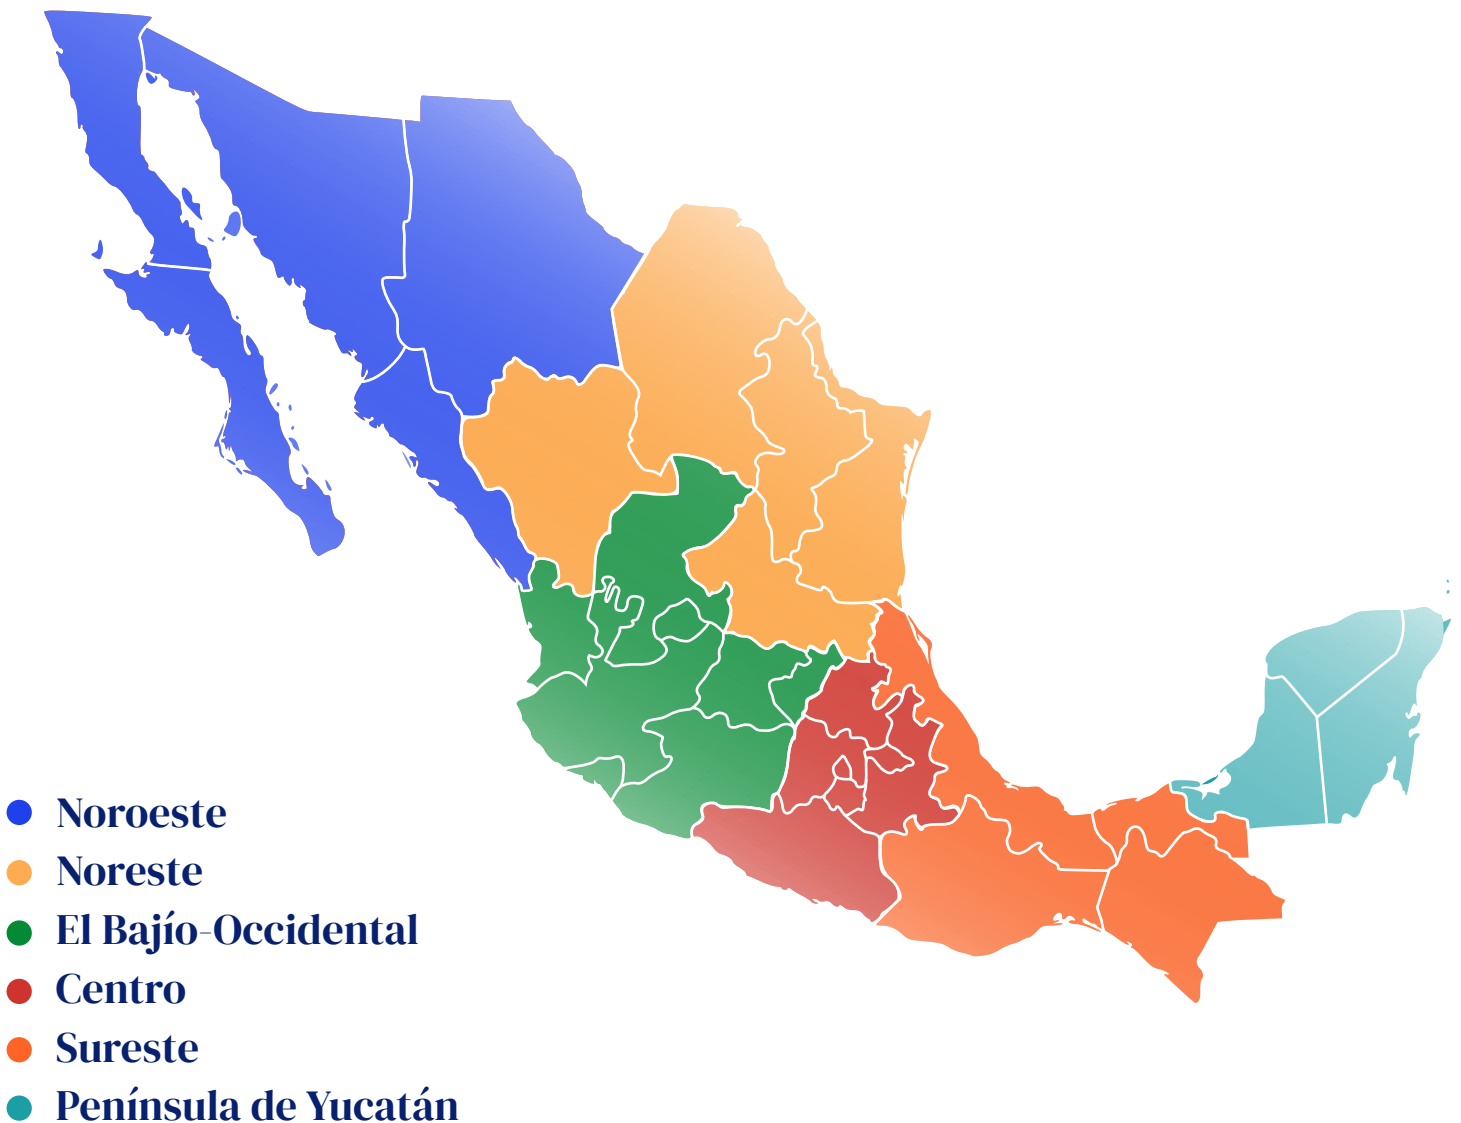 Noroeste
Noreste
El Bajío-Occidental
Centro
Sureste
Península de Yucatán